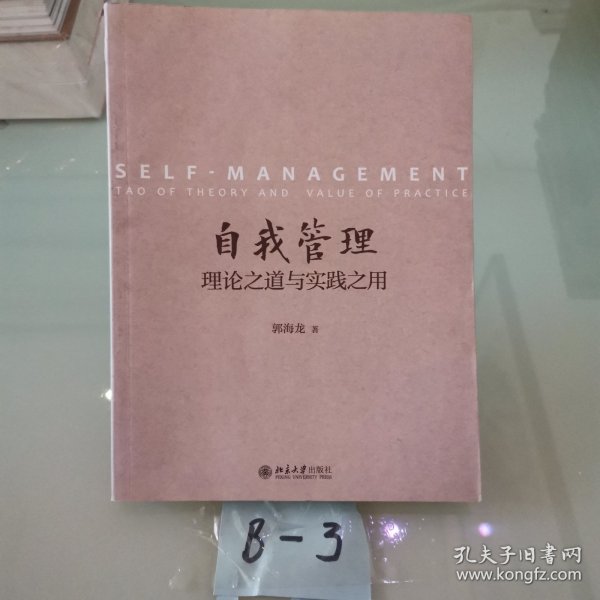 SELF-MANAGEMENT
TAO OF THEORY AND VALUE OF PRACTICE
自我管理
理论之道与实践之用
郭海龙 著
北京大学出版社
PEKING UNIVERSITY PRESS
B-3
孔夫子旧书网
www.kongfz.com